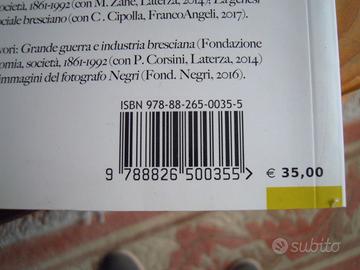 società, 1861-1992 (con M. Zane, Laterza, 2014); La genesi
ociale bresciano (con C. Cipolla, FrancoAngeli, 2017).
vori: Grande guerra e industria bresciana (Fondazione
omia, società, 1861-1992 (con P. Corsini, Laterza, 2014)
immagini del fotografo Negri (Fond. Negri, 2016).
ISBN 978-88-265-0035-5
9 788826 500355 >
€ 35,00
subito